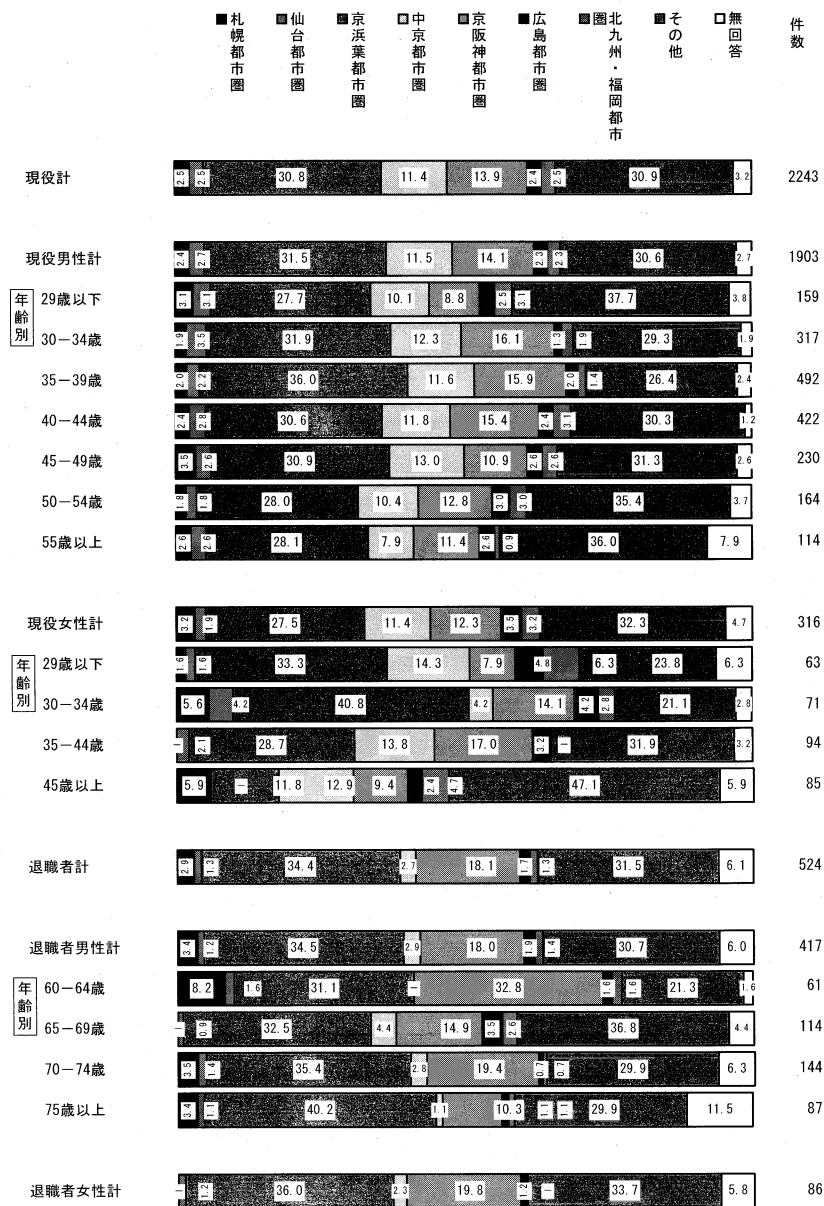 札幌都市圏 仙台都市圏 京浜葉都市圏 中京都市圏 京阪神都市圏 広島都市圏 北九州・福岡都市圏 その他 無回答 件数
現役計 2.5 2.5 30.8 11.4 13.9 2.4 2.5 30.9 3.2 2243
現役男性計 2.4 2.7 31.5 11.5 14.1 2.3 2.3 30.6 2.7 1903
年齢別
29歳以下 3.1 3.1 27.7 10.1 8.8 2.5 3.1 37.7 3.8 159
30－34歳 1.9 3.5 31.9 12.3 16.1 1.3 1.9 29.3 1.9 317
35－39歳 2.0 2.2 36.0 11.6 15.9 2.0 1.4 26.4 2.4 492
40－44歳 2.4 2.8 30.6 11.8 15.4 2.4 3.1 30.3 1.2 422
45－49歳 3.5 2.6 30.9 13.0 10.9 2.6 2.6 31.3 2.6 230
50－54歳 1.8 1.8 28.0 10.4 12.8 3.0 3.0 35.4 3.7 164
55歳以上 2.6 2.6 28.1 7.9 11.4 2.6 0.9 36.0 7.9 114
現役女性計 3.2 1.9 27.5 11.4 12.3 3.5 3.2 32.3 4.7 316
年齢別
29歳以下 1.6 1.6 33.3 14.3 7.9 4.8 6.3 23.8 6.3 63
30－34歳 5.6 4.2 40.8 4.2 14.1 4.2 2.8 21.1 2.8 71
35－44歳 － 2.1 28.7 13.8 17.0 3.2 － 31.9 3.2 94
45歳以上 5.9 － 11.8 12.9 9.4 2.4 4.7 47.1 5.9 85
退職者計 2.9 1.3 34.4 2.7 18.1 1.7 1.3 31.5 6.1 524
退職者男性計 3.4 1.2 34.5 2.9 18.0 1.9 1.4 30.7 6.0 417
年齢別
60－64歳 8.2 1.6 31.1 － 32.8 1.6 1.6 21.3 1.6 61
65－69歳 － 0.9 32.5 4.4 14.9 3.5 2.6 36.8 4.4 114
70－74歳 3.5 1.4 35.4 2.8 19.4 0.7 0.7 29.9 6.3 144
75歳以上 3.4 1.1 40.2 1.1 10.3 1.1 1.1 29.9 11.5 87
退職者女性計 － 1.2 36.0 2.3 19.8 1.2 － 33.7 5.8 86